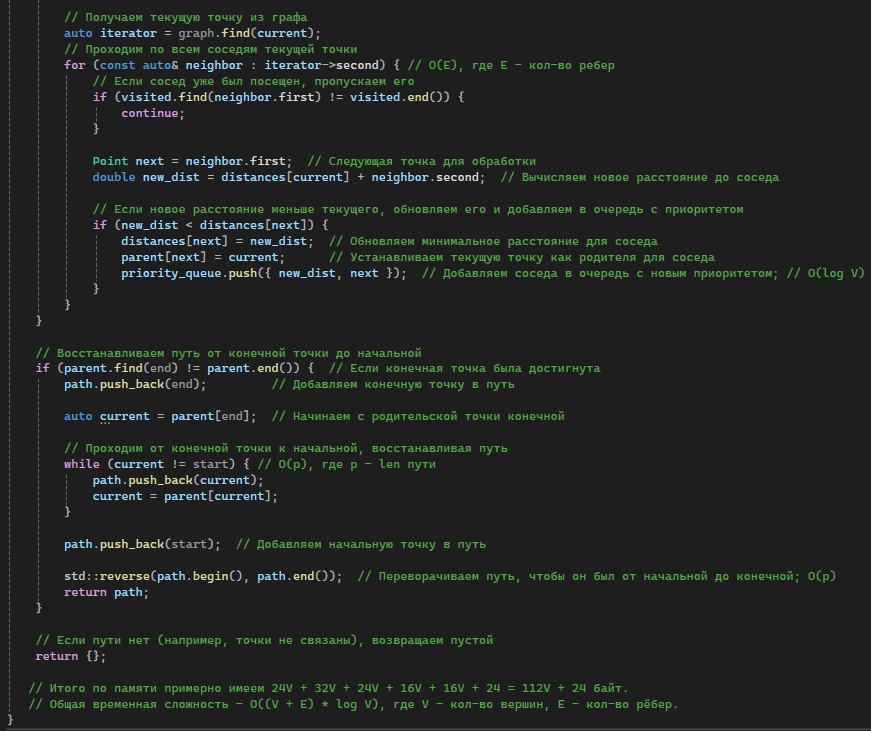 // Получаем текущую точку из графа
auto iterator = graph.find(current);
// Проходим по всем соседям текущей точки
for (const auto& neighbor : iterator->second) { // O(E), где E - кол-во ребер
// Если сосед уже был посещен, пропускаем его
if (visited.find(neighbor.first) != visited.end()) {
continue;
}
Point next = neighbor.first;  // Следующая точка для обработки
double new_dist = distances[current] + neighbor.second;  // Вычисляем новое расстояние до соседа
// Если новое расстояние меньше текущего, обновляем его и добавляем в очередь с приоритетом
if (new_dist < distances[next]) {
distances[next] = new_dist;  // Обновляем минимальное расстояние для соседа
parent[next] = current;      // Устанавливаем текущую точку как родителя для соседа
priority_queue.push({ new_dist, next });  // Добавляем соседа в очередь с новым приоритетом; // O(log V)
}
}
}
// Восстанавливаем путь от конечной точки до начальной
if (parent.find(end) != parent.end()) {  // Если конечная точка была достигнута
path.push_back(end);         // Добавляем конечную точку в путь
auto current = parent[end];  // Начинаем с родительской точки конечной
// Проходим от конечной точки к начальной, восстанавливая путь
while (current != start) { // O(p), где p - len пути
path.push_back(current);
current = parent[current];
}
path.push_back(start);  // Добавляем начальную точку в путь
std::reverse(path.begin(), path.end());  // Переворачиваем путь, чтобы он был от начальной до конечной; O(p)
return path;
}
// Если пути нет (например, точки не связаны), возвращаем пустой
return {};
// Итого по памяти примерно имеем 24V + 32V + 24V + 16V + 16V + 24 = 112V + 24 байт.
// Общая временная сложность - O((V + E) * log V), где V - кол-во вершин, E - кол-во рёбер.
}